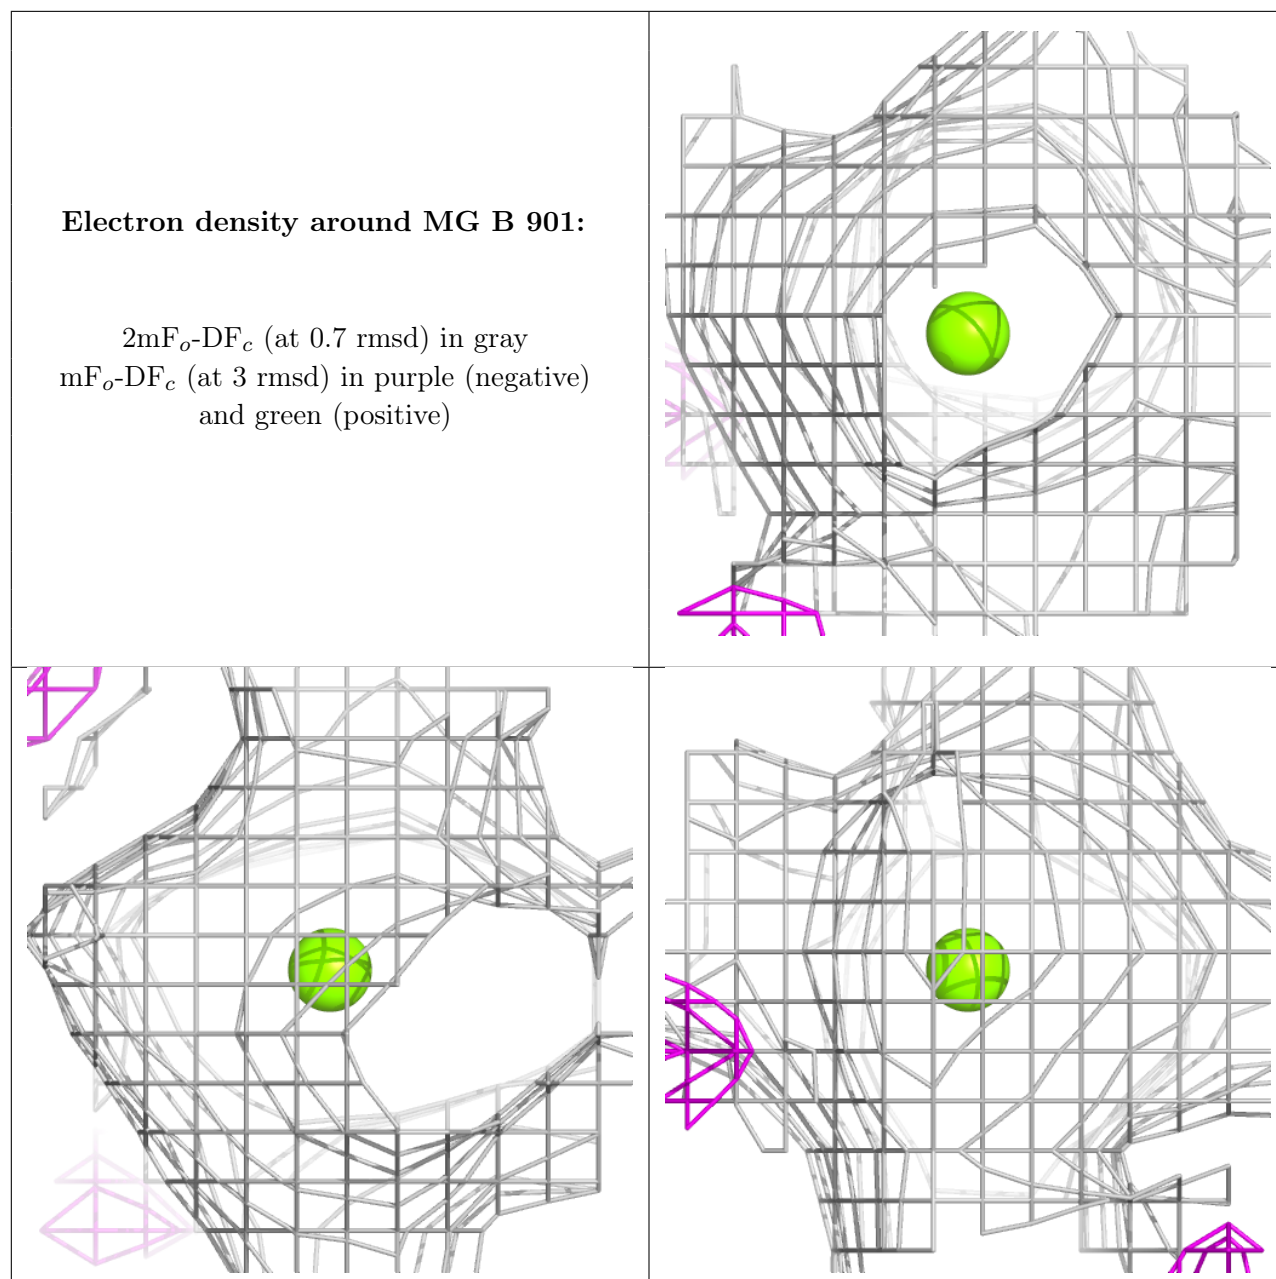 Electron density around MG B 901:
2mFo-DFc (at 0.7 rmsd) in gray
mFo-DFc (at 3 rmsd) in purple (negative)
and green (positive)